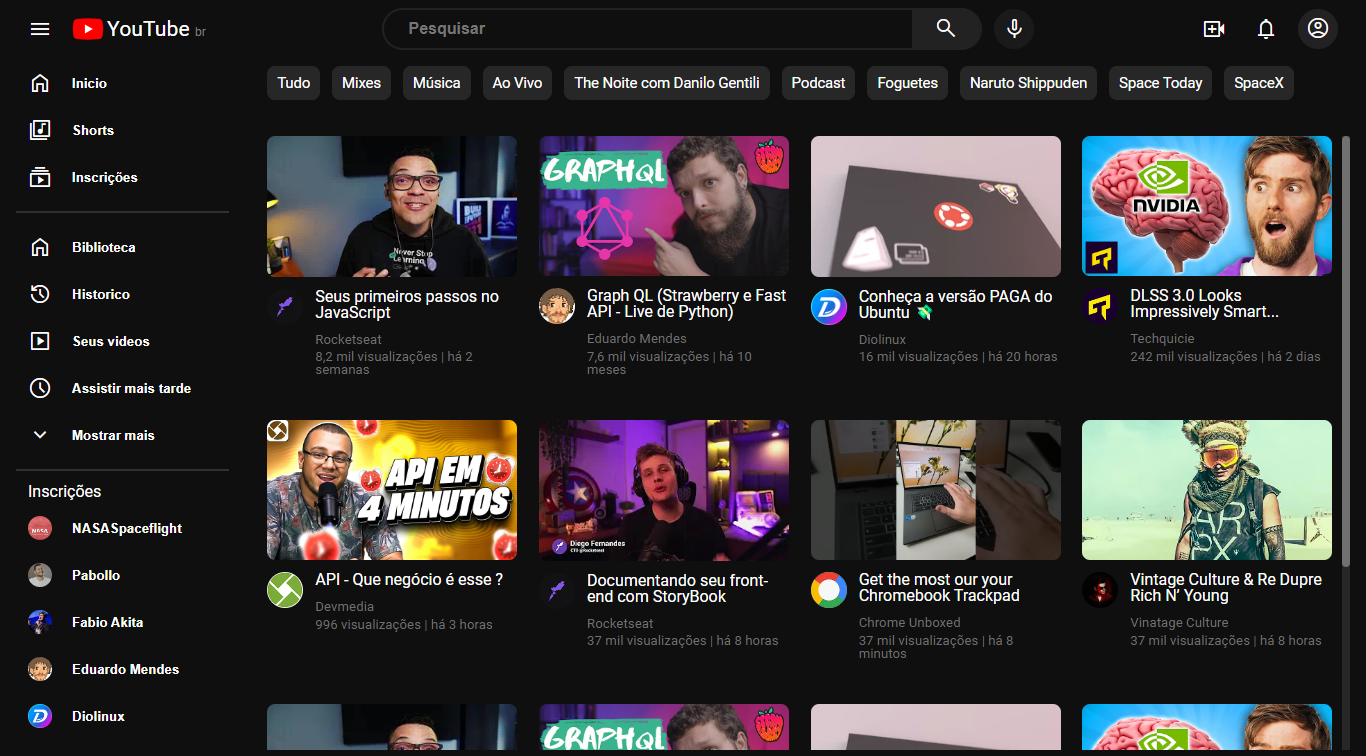 YouTube br
Pesquisar
Inicio
Shorts
Inscrições
Biblioteca
Historico
Seus videos
Assistir mais tarde
Mostrar mais
Inscrições
NASASpaceflight
Pabollo
Fabio Akita
Eduardo Mendes
Diolinux
Tudo
Mixes
Música
Ao Vivo
The Noite com Danilo Gentili
Podcast
Foguetes
Naruto Shippuden
Space Today
SpaceX
Never Stop
Learning
Seus primeiros passos no
JavaScript
Rocketseat
8,2 mil visualizações | há 2
semanas
GRAPHQL
Graph QL (Strawberry e Fast
API - Live de Python)
Eduardo Mendes
7,6 mil visualizações | há 10
meses
Conheça a versão PAGA do
Ubuntu 💸
Diolinux
16 mil visualizações | há 20 horas
NVIDIA
DLSS 3.0 Looks
Impressively Smart...
Techquicie
242 mil visualizações | há 2 dias
API EM
4 MINUTOS
API - Que negócio é esse ?
Devmedia
996 visualizações | há 3 horas
Diego Fernandes
CTO @Rocketseat
Documentando seu front-
end com StoryBook
Rocketseat
37 mil visualizações | há 8 horas
Get the most our your
Chromebook Trackpad
Chrome Unboxed
37 mil visualizações | há 8
minutos
Vintage Culture & Re Dupre
Rich N' Young
Vinatage Culture
37 mil visualizações | há 8 horas
GRAPHQL